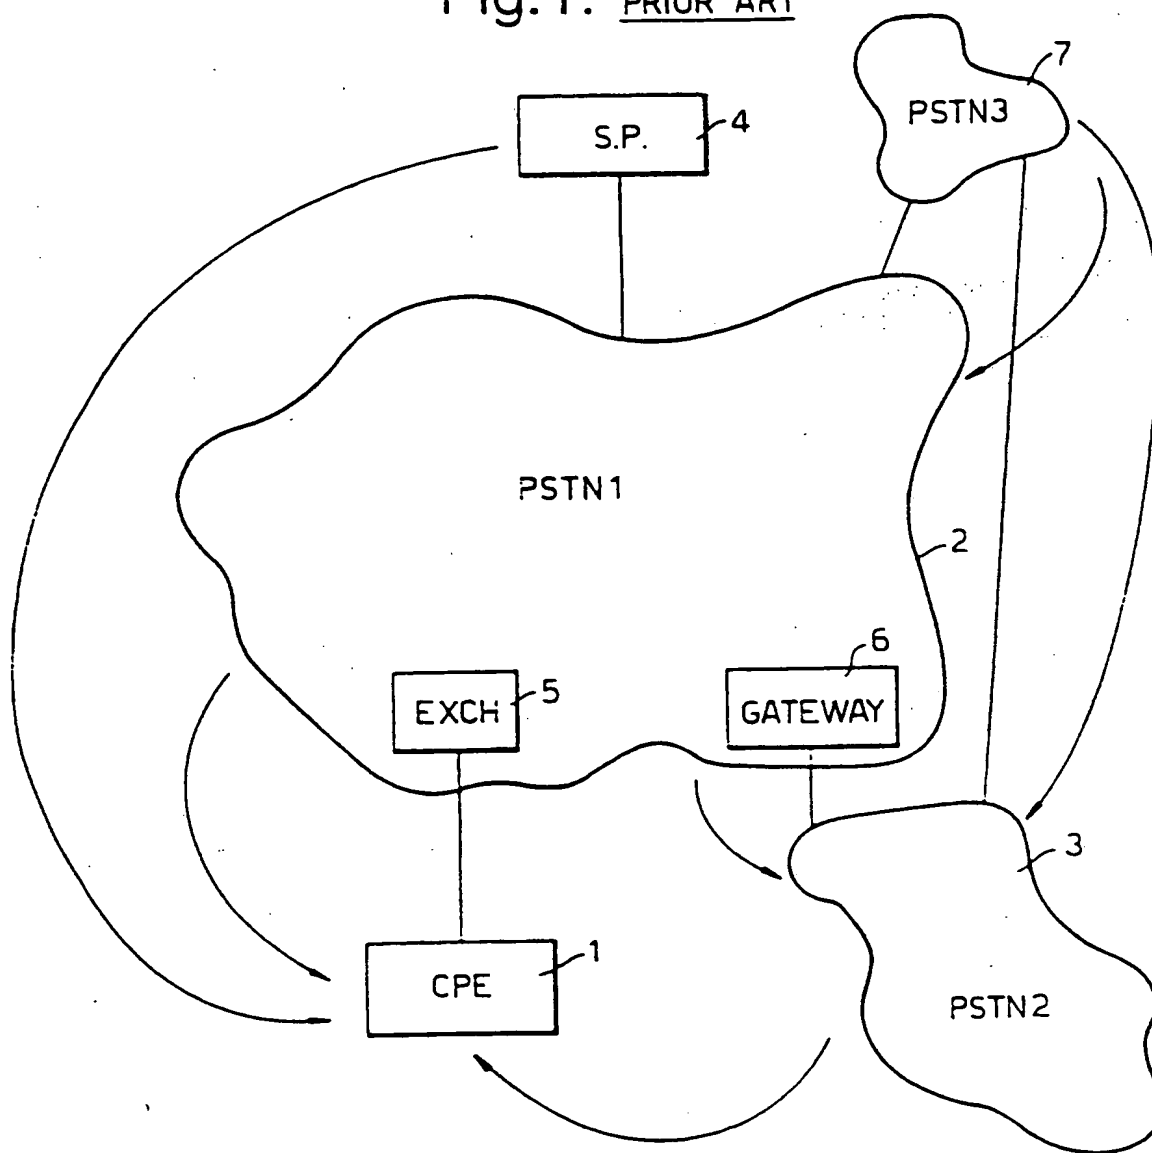 Fig.1. PRIOR ART
7
PSTN3
S.P.
4
PSTN1
2
6
EXCH
5
GATEWAY
3
CPE
1
PSTN2